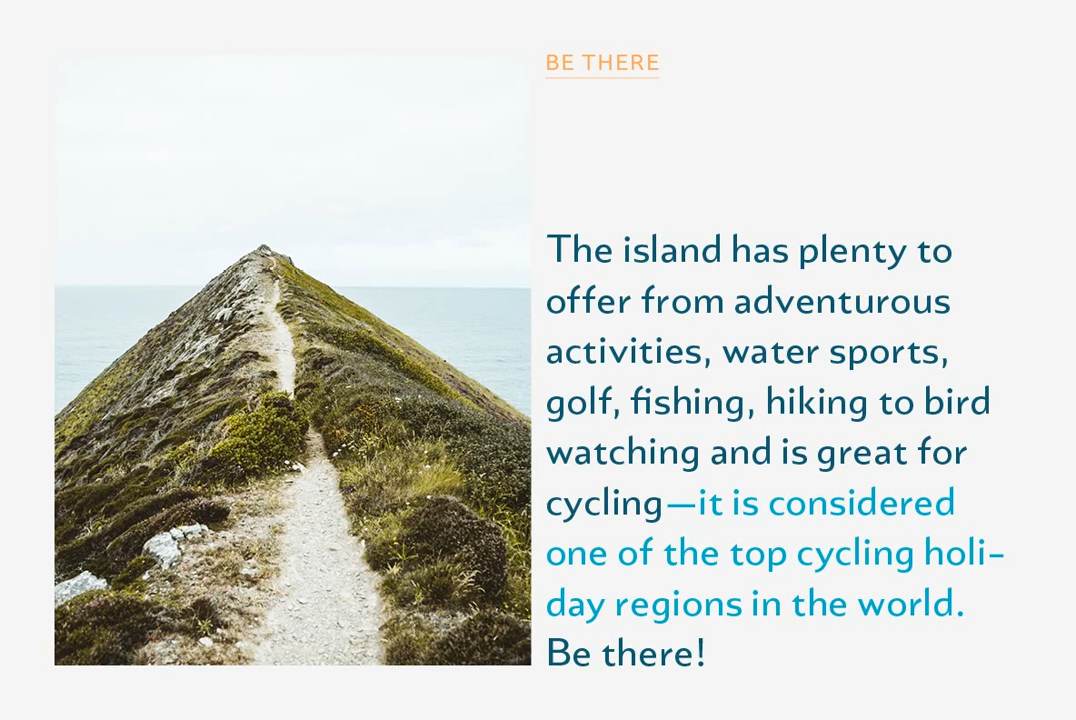 BE THERE
The island has plenty to
offer from adventurous
activities, water sports,
golf, fishing, hiking to bird
watching and is great for
cycling—it is considered
one of the top cycling holi-
day regions in the world.
Be there!